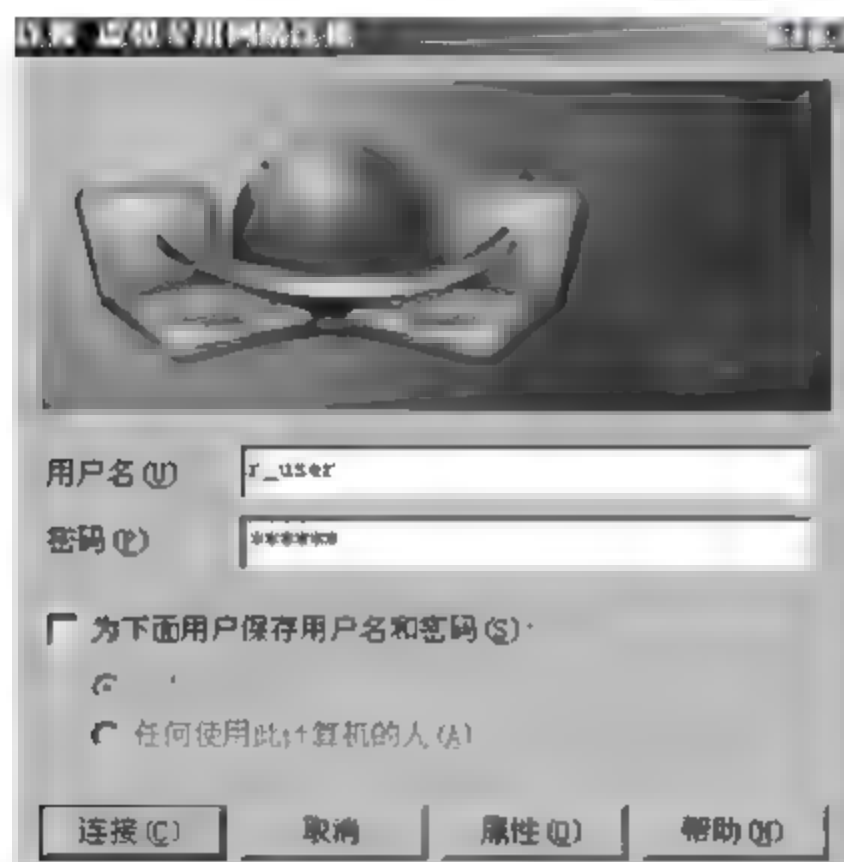 用户名(U)
r_user
密码(P)
******
为下面用户保存用户名和密码(S):
任何使用此计算机的人(A)
连接(C)
取消
属性(O)
帮助(H)